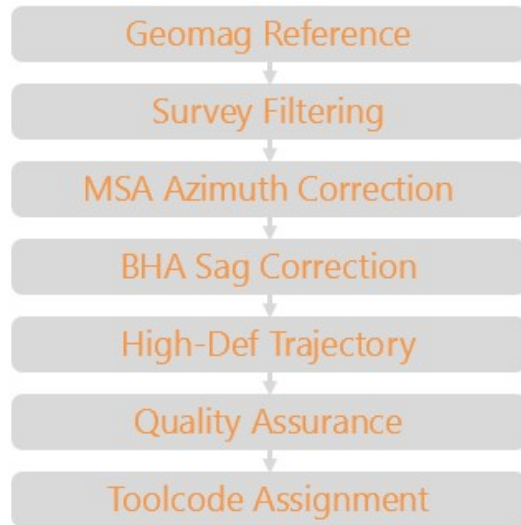 Geomag Reference
Survey Filtering
MSA Azimuth Correction
BHA Sag Correction
High-Def Trajectory
Quality Assurance
Toolcode Assignment